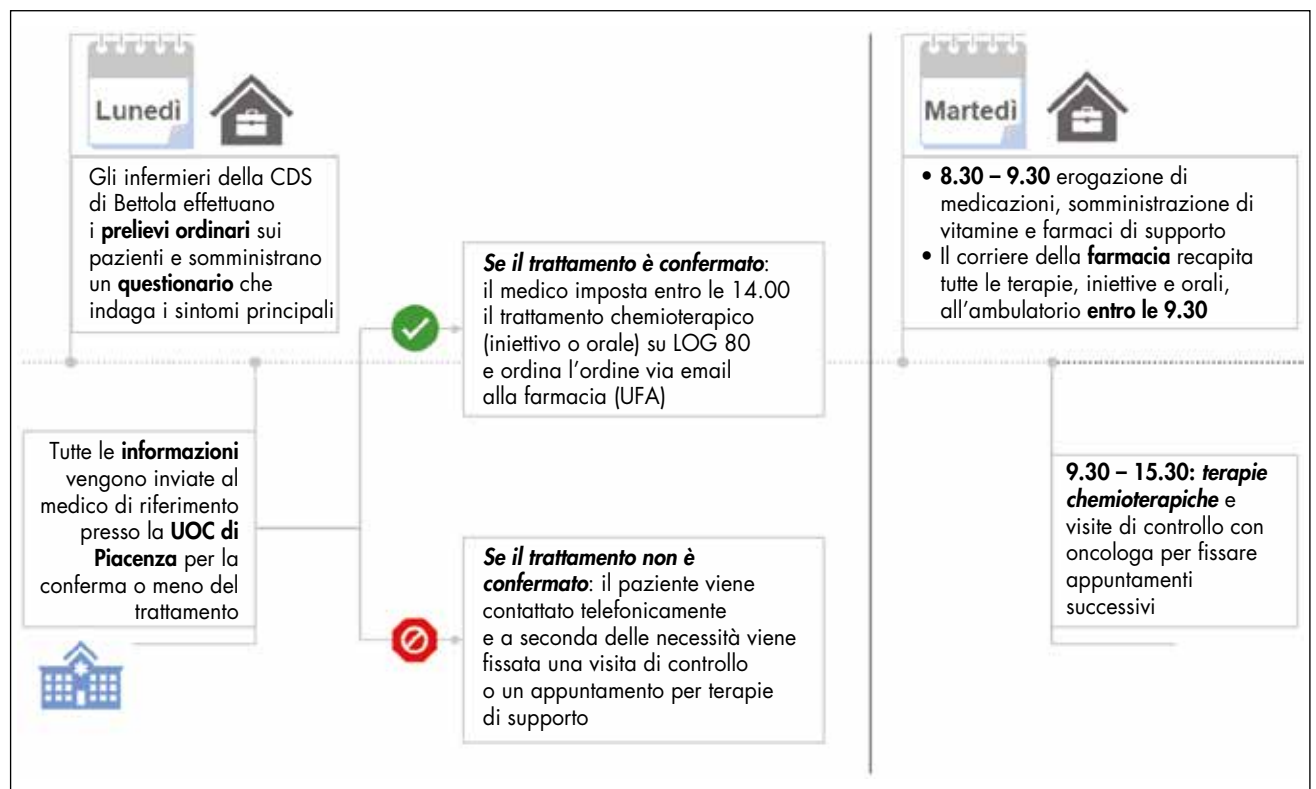 Lunedì
Gli infermieri della CDS
di Bettola effettuano
i prelievi ordinari sui
pazienti e somministrano
un questionario che
indaga i sintomi principali
Tutte le informazioni
vengono inviate al
medico di riferimento
presso la UOC di
Piacenza per la
conferma o meno del
trattamento
Se il trattamento è confermato:
il medico imposta entro le 14.00
il trattamento chemioterapico
(iniettivo o orale) su LOG 80
e ordina l’ordine via email
alla farmacia (UFA)
Se il trattamento non è
confermato: il paziente viene
contattato telefonicamente
e a seconda delle necessità viene
fissata una visita di controllo
o un appuntamento per terapie
di supporto
Martedì
• 8.30 – 9.30 erogazione di
medicazioni, somministrazione di
vitamine e farmaci di supporto
• Il corriere della farmacia recapita
tutte le terapie, iniettive e orali,
all’ambulatorio entro le 9.30
9.30 – 15.30: terapie
chemioterapiche e
visite di controllo con
oncologa per fissare
appuntamenti
successivi